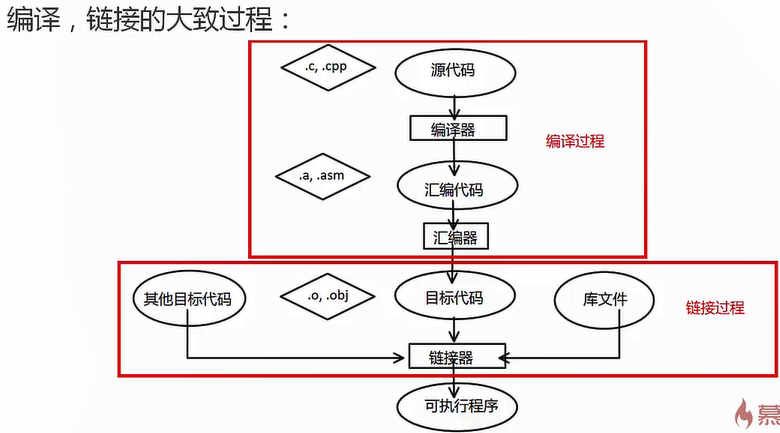 编译，链接的大致过程：
.c, .cpp
源代码
编译器
编译过程
.a, .asm
汇编代码
汇编器
其他目标代码
.o, .obj
目标代码
库文件
链接过程
链接器
可执行程序
慕